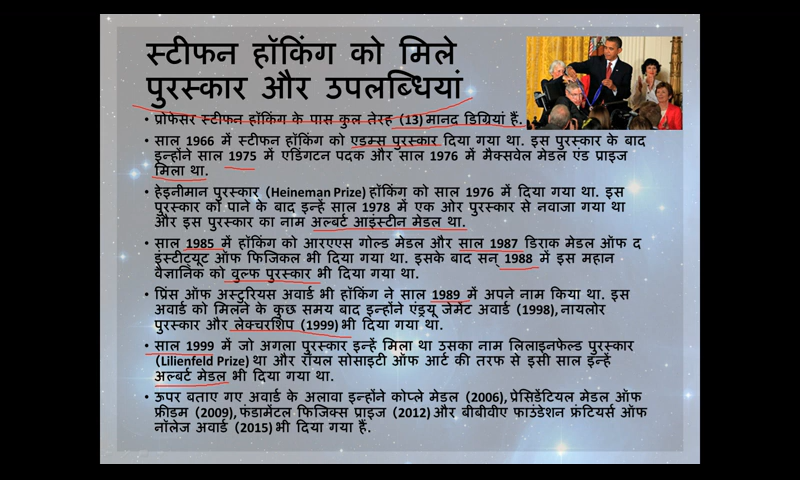 स्टीफन हॉकिंग को मिले
पुरस्कार और उपलब्धियां
• प्रोफेसर स्टीफन हॉकिंग के पास कुल तेरह (13) मानद डिग्रियां हैं.
• साल 1966 में स्टीफन हॉकिंग को एडम्स पुरस्कार दिया गया था. इस पुरस्कार के बाद
इन्होंने साल 1975 में एडिंगटन पदक और साल 1976 में मैक्सवेल मेडल एंड प्राइज
मिला था.
• हेइनीमान पुरस्कार (Heineman Prize) हॉकिंग को साल 1976 में दिया गया था. इस
पुरस्कार को पाने के बाद इन्हें साल 1978 में एक ओर पुरस्कार से नवाजा गया था
और इस पुरस्कार का नाम अल्बर्ट आइंस्टीन मेडल था.
• साल 1985 में हॉकिंग को आरएएस गोल्ड मेडल और साल 1987 डिराक मेडल ऑफ द
इंस्टीट्यूट ऑफ फिजिकल भी दिया गया था. इसके बाद सन् 1988 में इस महान
वैज्ञानिक को वुल्फ पुरस्कार भी दिया गया था.
• प्रिंस ऑफ अस्टुरियस अवार्ड भी हॉकिंग ने साल 1989 में अपने नाम किया था. इस
अवार्ड को मिलने के कुछ समय बाद इन्होंने एंड्रयू जेमेंट अवार्ड (1998), नायलोर
पुरस्कार और लेक्चरशिप (1999) भी दिया गया था.
• साल 1999 में जो अगला पुरस्कार इन्हें मिला था उसका नाम लिलाइनफेल्ड पुरस्कार
(Lilienfeld Prize) था और रॉयल सोसाइटी ऑफ आर्ट की तरफ से इसी साल इन्हें
अल्बर्ट मेडल भी दिया गया था.
• ऊपर बताए गए अवार्ड के अलावा इन्होंने कोप्ले मेडल (2006), प्रेसिडेंटियल मेडल ऑफ
फ्रीडम (2009), फंडामेंटल फिजिक्स प्राइज (2012) और बीबीवीए फाउंडेशन फ्रंटियर्स ऑफ
नॉलेज अवार्ड (2015) भी दिया गया हैं.